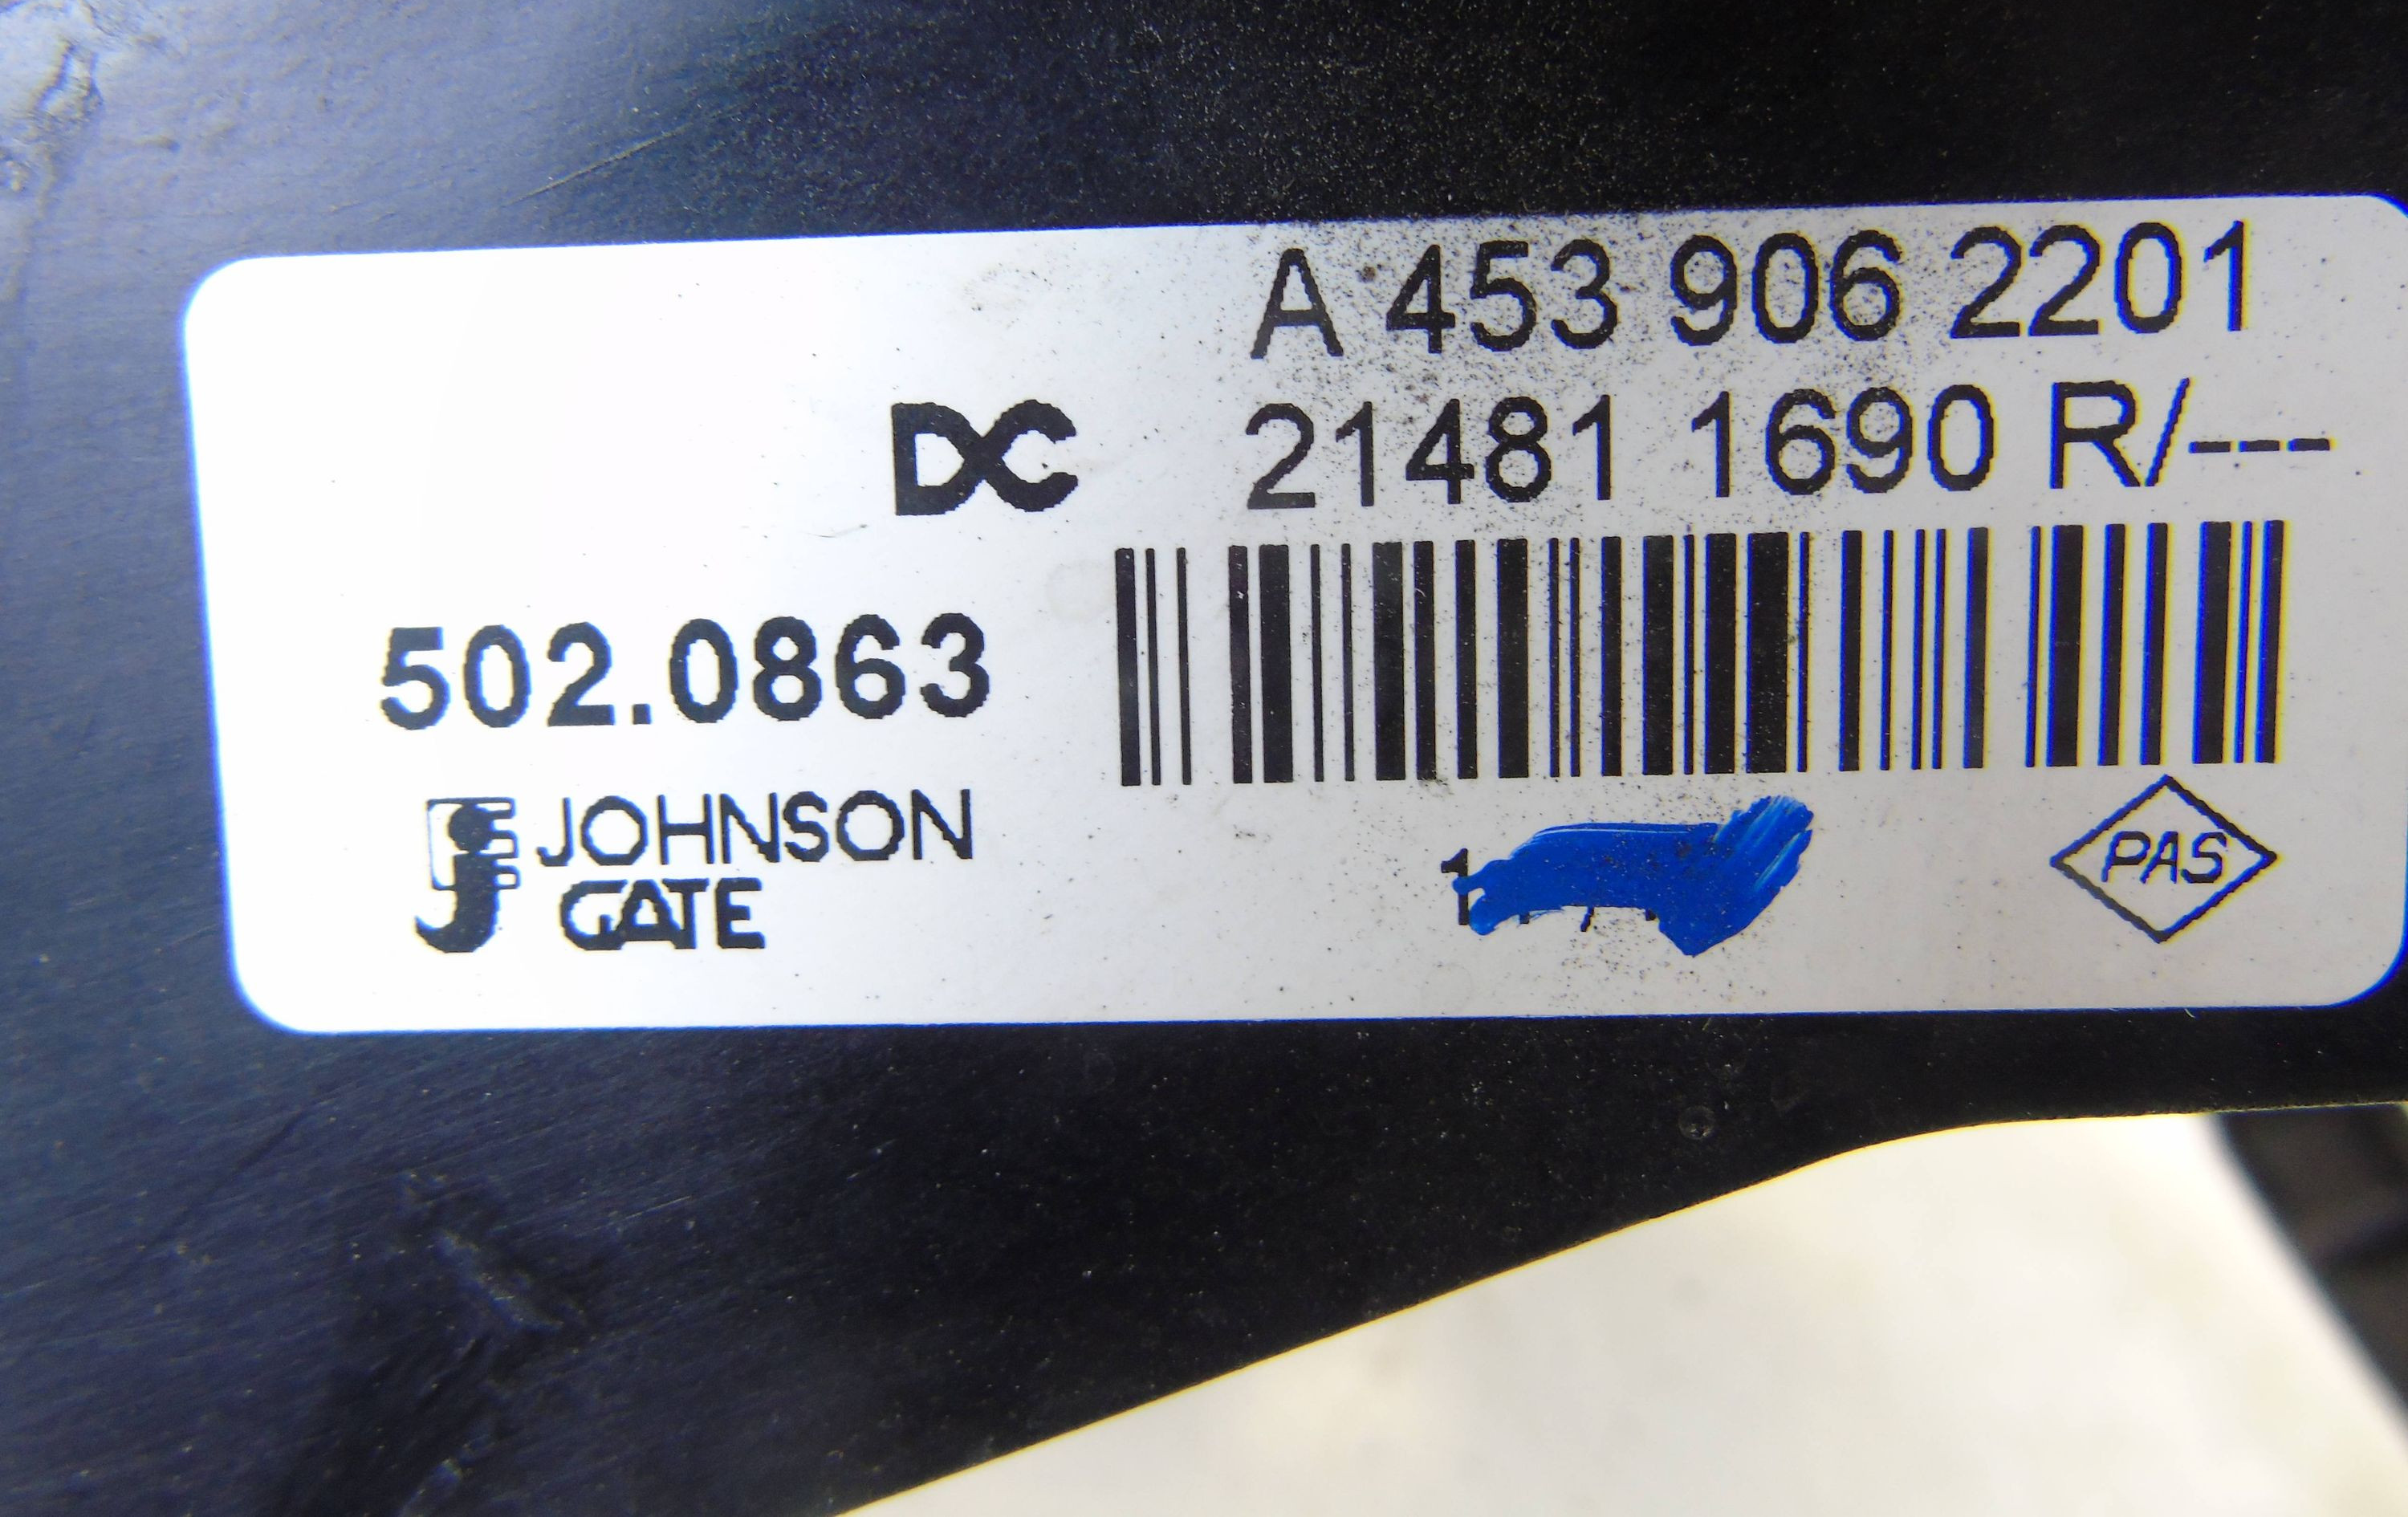 A 453 906 2201
DC 21481 1690 R/---
502.0863
JOHNSON
GATE
PAS